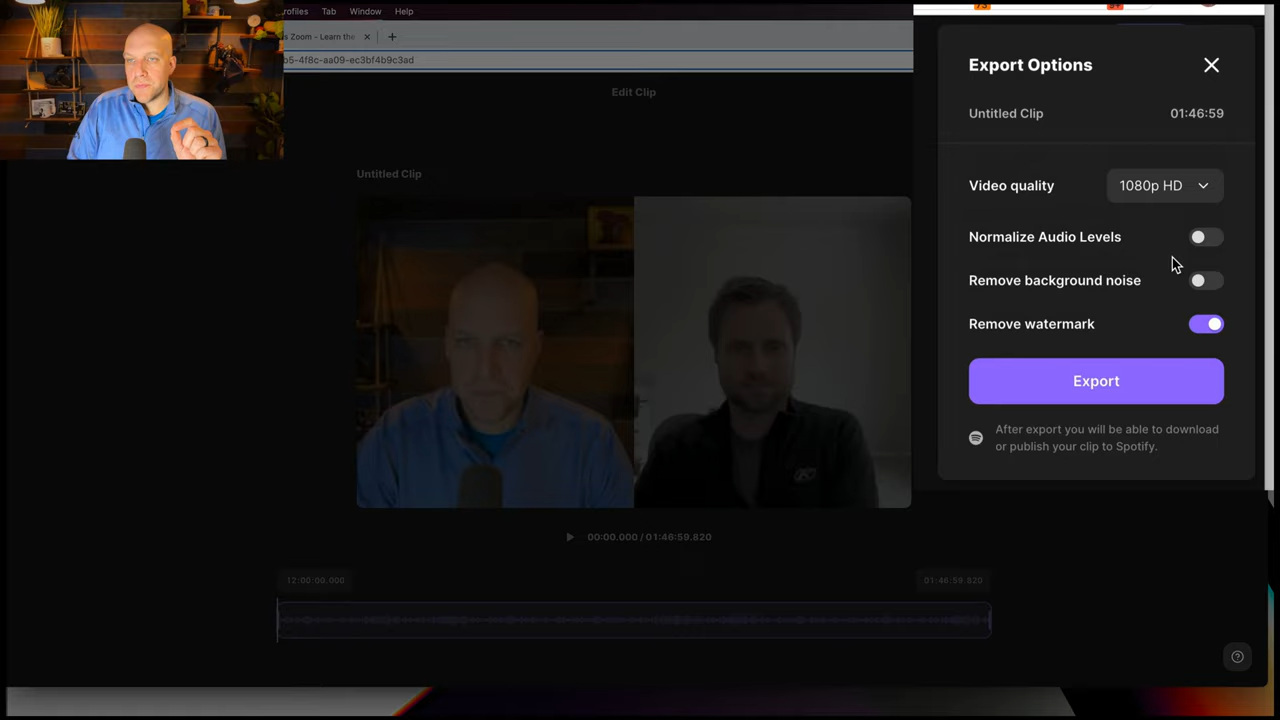 rofiles Tab Window Help
s Zoom – Learn the
b5-4f8c-aa09-ec3bf4b9c3ad
Edit Clip
Untitled Clip
00:00.000 / 01:46:59.820
12:00:00.000
01:46:59.820
Export Options
Untitled Clip 01:46:59
Video quality 1080p HD
Normalize Audio Levels
Remove background noise
Remove watermark
Export
After export you will be able to download
or publish your clip to Spotify.